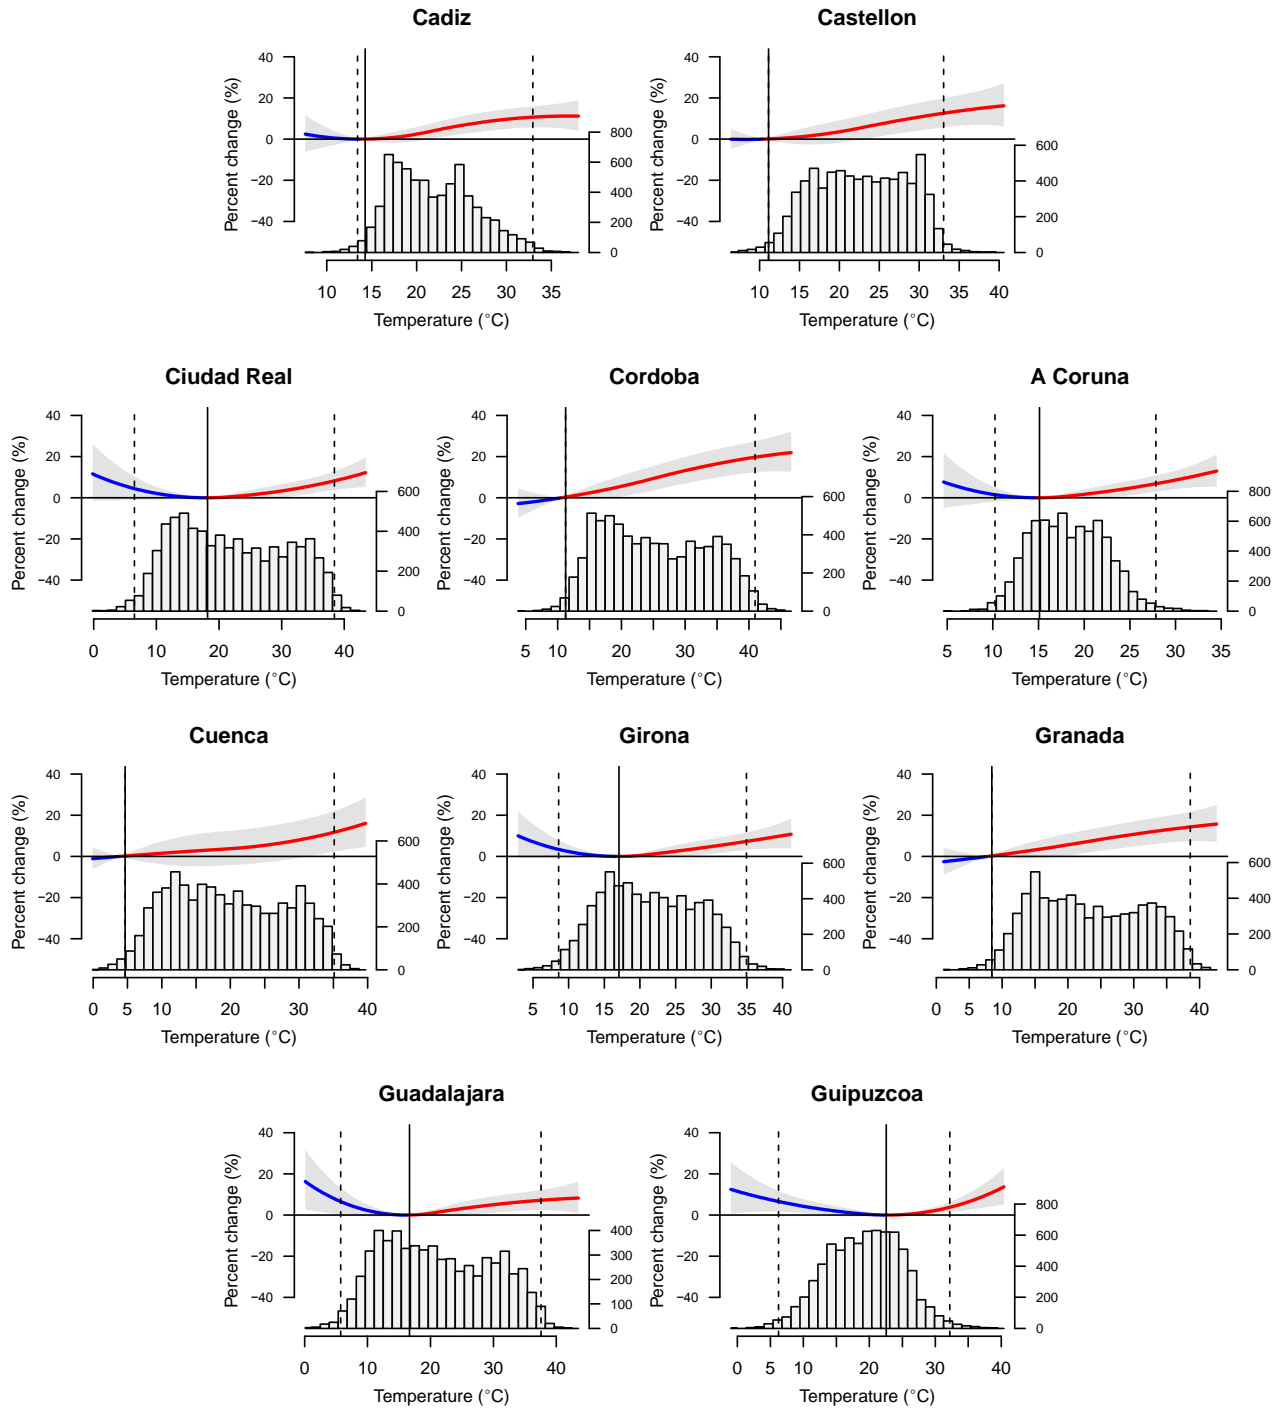 Cadiz
Castellon
Percent change (%)
40
20
0
−20
−40
800
600
400
200
0
10 15 20 25 30 35
Temperature (°C)
Percent change (%)
40
20
0
−20
−40
600
400
200
0
10 15 20 25 30 35 40
Temperature (°C)
Ciudad Real
Cordoba
A Coruna
Percent change (%)
40
20
0
−20
−40
600
400
200
0
0 10 20 30 40
Temperature (°C)
Percent change (%)
40
20
0
−20
−40
600
400
200
0
5 10 20 30 40
Temperature (°C)
Percent change (%)
40
20
0
−20
−40
800
600
400
200
0
5 10 15 20 25 30 35
Temperature (°C)
Cuenca
Girona
Granada
Percent change (%)
40
20
0
−20
−40
600
400
200
0
0 5 10 20 30 40
Temperature (°C)
Percent change (%)
40
20
0
−20
−40
600
400
200
0
5 10 15 20 25 30 35 40
Temperature (°C)
Percent change (%)
40
20
0
−20
−40
600
400
200
0
0 5 10 20 30 40
Temperature (°C)
Guadalajara
Guipuzcoa
Percent change (%)
40
20
0
−20
−40
400
300
200
100
0
0 10 20 30 40
Temperature (°C)
Percent change (%)
40
20
0
−20
−40
800
600
400
200
0
0 5 10 20 30 40
Temperature (°C)